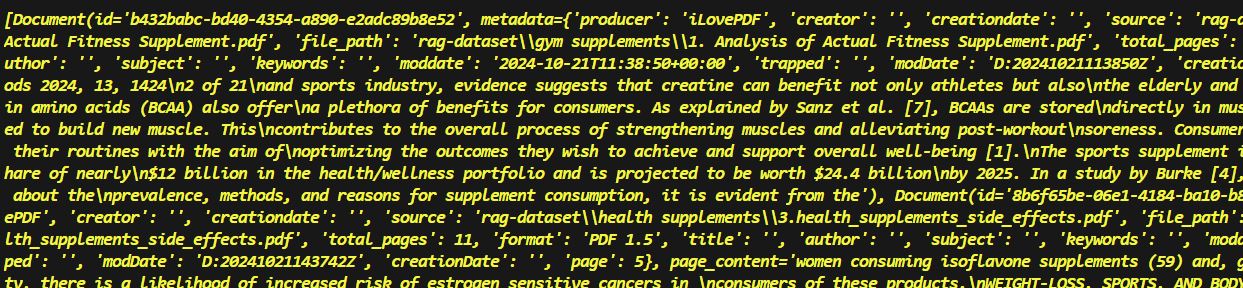 [Document(id='b432babc-bd40-4354-a890-e2adc89b8e52', metadata={'producer': 'iLovePDF', 'creator': '', 'creationdate': '', 'source': 'rag-d
Actual Fitness Supplement.pdf', 'file_path': 'rag-dataset\\gym supplements\\1. Analysis of Actual Fitness Supplement.pdf', 'total_pages':
uthor': '', 'subject': '', 'keywords': '', 'moddate': '2024-10-21T11:38:50+00:00', 'trapped': '', 'modDate': 'D:20241021113850Z', 'creatio
ods 2024, 13, 1424\n2 of 21\nand sports industry, evidence suggests that creatine can benefit not only athletes but also\nthe elderly and
in amino acids (BCAA) also offer\na plethora of benefits for consumers. As explained by Sanz et al. [7], BCAAs are stored\ndirectly in mus
ed to build new muscle. This\ncontributes to the overall process of strengthening muscles and alleviating post-workout\nsoreness. Consumer
their routines with the aim of\noptimizing the outcomes they wish to achieve and support overall well-being [1].\nThe sports supplement i
hare of nearly\n$12 billion in the health/wellness portfolio and is projected to be worth $24.4 billion\nby 2025. In a study by Burke [4],
about the\nprevalence, methods, and reasons for supplement consumption, it is evident from the'), Document(id='8b6f65be-06e1-4184-ba10-b8
ePDF', 'creator': '', 'creationdate': '', 'source': 'rag-dataset\\health supplements\\3.health_supplements_side_effects.pdf', 'file_path':
lth_supplements_side_effects.pdf', 'total_pages': 11, 'format': 'PDF 1.5', 'title': '', 'author': '', 'subject': '', 'keywords': '', 'modd
ped': '', 'modDate': 'D:20241021143742Z', 'creationDate': '', 'page': 5}, page_content='women consuming isoflavone supplements (59) and, g
ty, there is a likelihood of increased risk of estrogen sensitive cancers in \nconsumers of these products.\nWEIGHT-LOSS, SPORTS, AND BODY